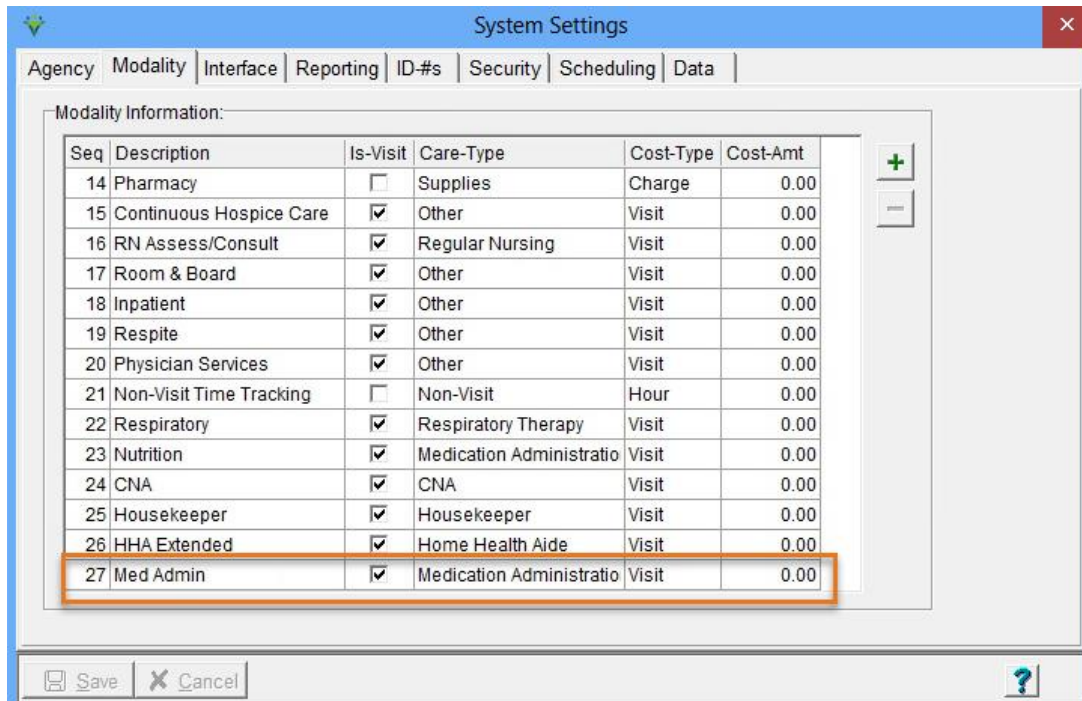 System Settings
Agency Modality Interface Reporting ID-#s Security Scheduling Data
Modality Information:
Seq Description Is-Visit Care-Type Cost-Type Cost-Amt
14 Pharmacy Supplies Charge 0.00
15 Continuous Hospice Care Other Visit 0.00
16 RN Assess/Consult Regular Nursing Visit 0.00
17 Room & Board Other Visit 0.00
18 Inpatient Other Visit 0.00
19 Respite Other Visit 0.00
20 Physician Services Other Visit 0.00
21 Non-Visit Time Tracking Non-Visit Hour 0.00
22 Respiratory Respiratory Therapy Visit 0.00
23 Nutrition Medication Administratio Visit 0.00
24 CNA CNA Visit 0.00
25 Housekeeper Housekeeper Visit 0.00
26 HHA Extended Home Health Aide Visit 0.00
27 Med Admin Medication Administratio Visit 0.00
Save Cancel ?